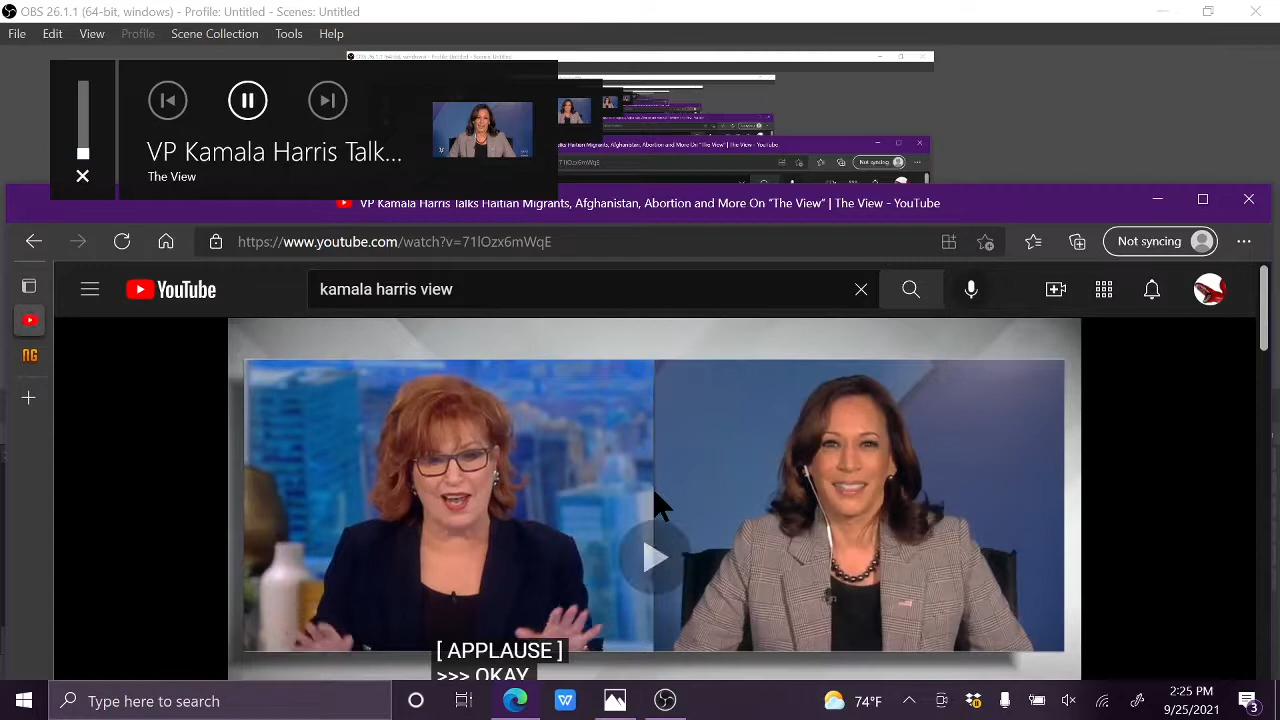 OBS 26.1.1 (64-bit, windows) - Profile: Untitled - Scenes: Untitled
File Edit View Profile Scene Collection Tools Help
VP Kamala Harris Talk...
The View
VP Kamala Harris Talks Haitian Migrants, Afghanistan, Abortion and More On "The View" | The View - YouTube
https://www.youtube.com/watch?v=71lOzx6mWqE
Not syncing
YouTube
kamala harris view
NG
[ APPLAUSE ]
>>> OKAY
Type here to search
74°F
2:25 PM
9/25/2021
3